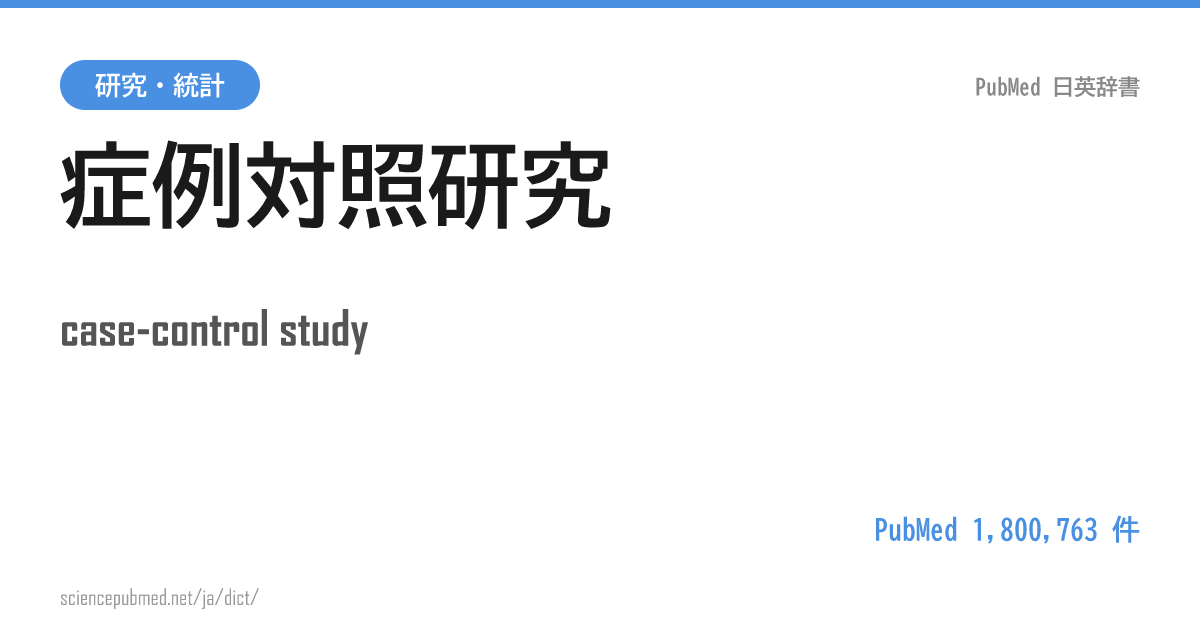 研究・統計
PubMed 日英辞書
症例対照研究
case-control study
PubMed 1,800,763 件
sciencepubmed.net/ja/dict/